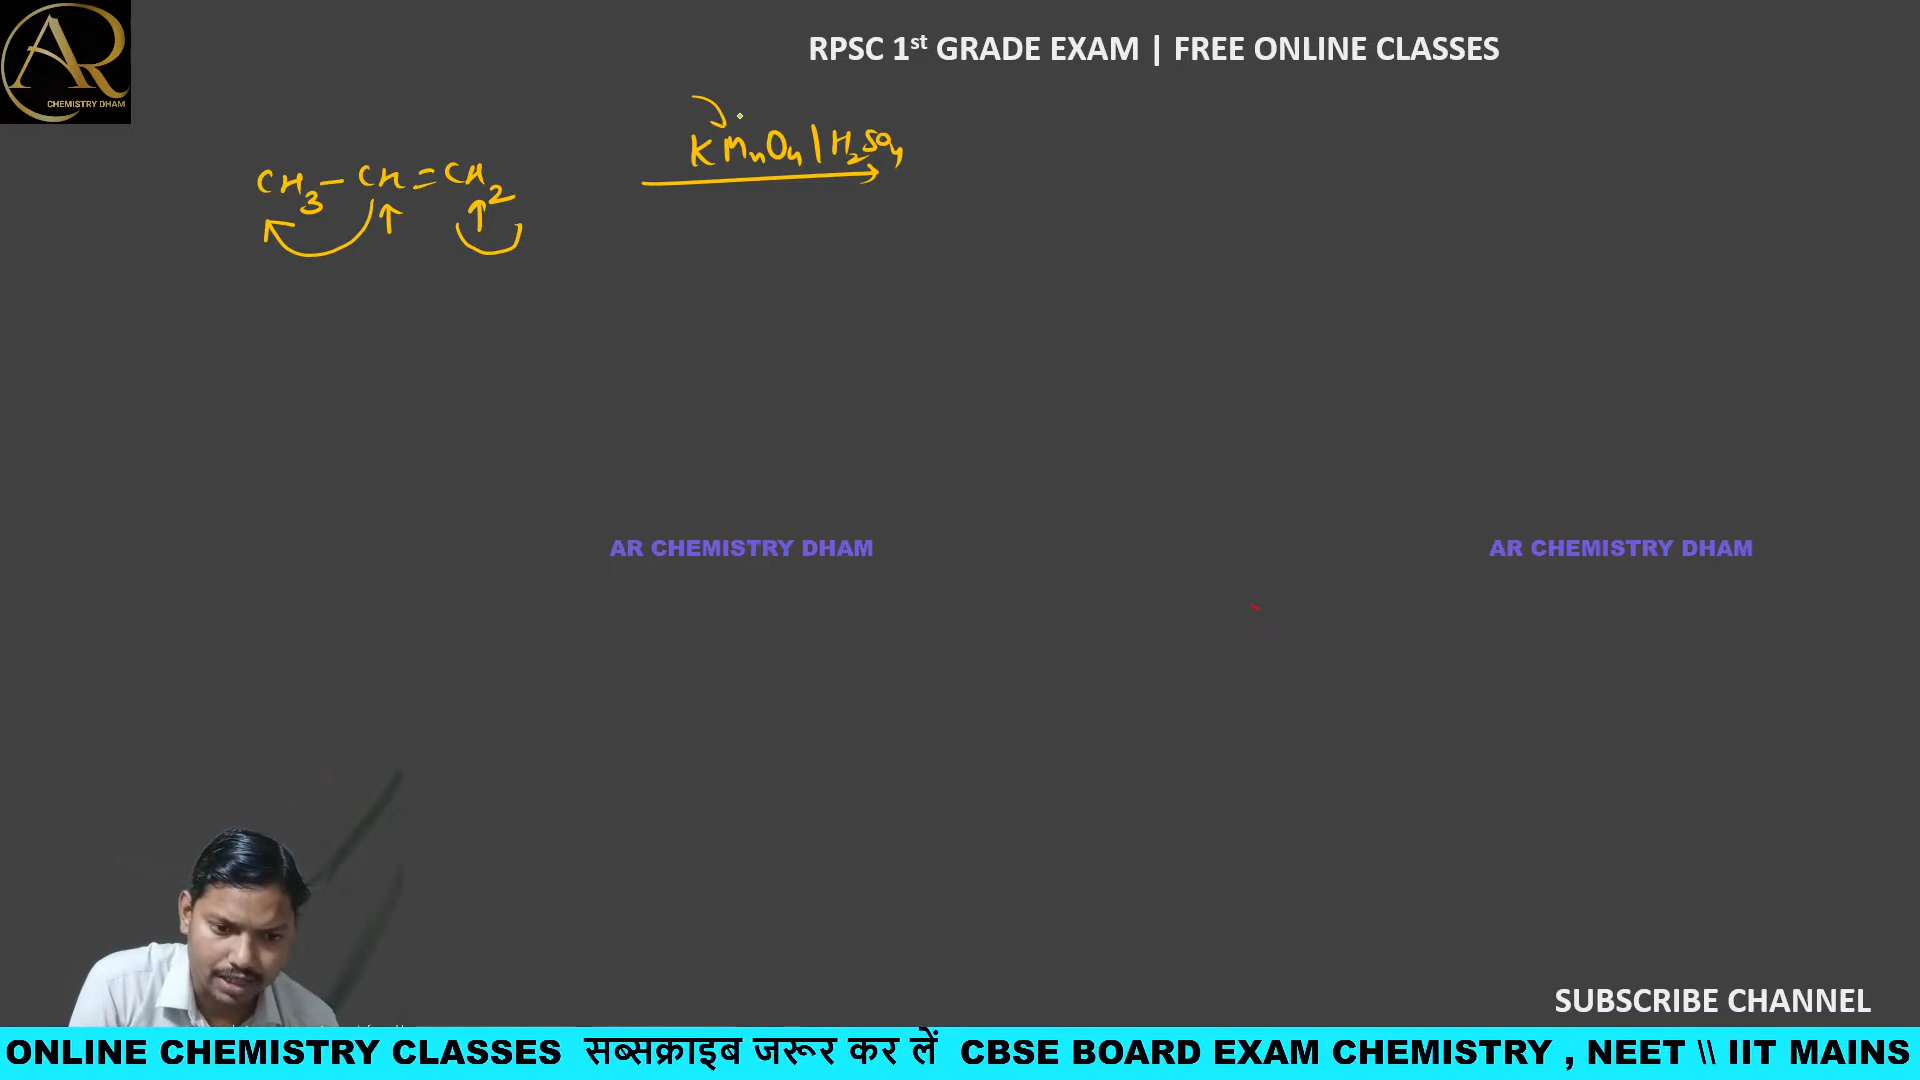 AR
CHEMISTRY DHAM
RPSC 1st GRADE EXAM | FREE ONLINE CLASSES
KMnO4 | H2SO4
CH3-CH=CH2
AR CHEMISTRY DHAM
AR CHEMISTRY DHAM
SUBSCRIBE CHANNEL
ONLINE CHEMISTRY CLASSES सब्सक्राइब जरूर कर लें CBSE BOARD EXAM CHEMISTRY , NEET \\ IIT MAINS